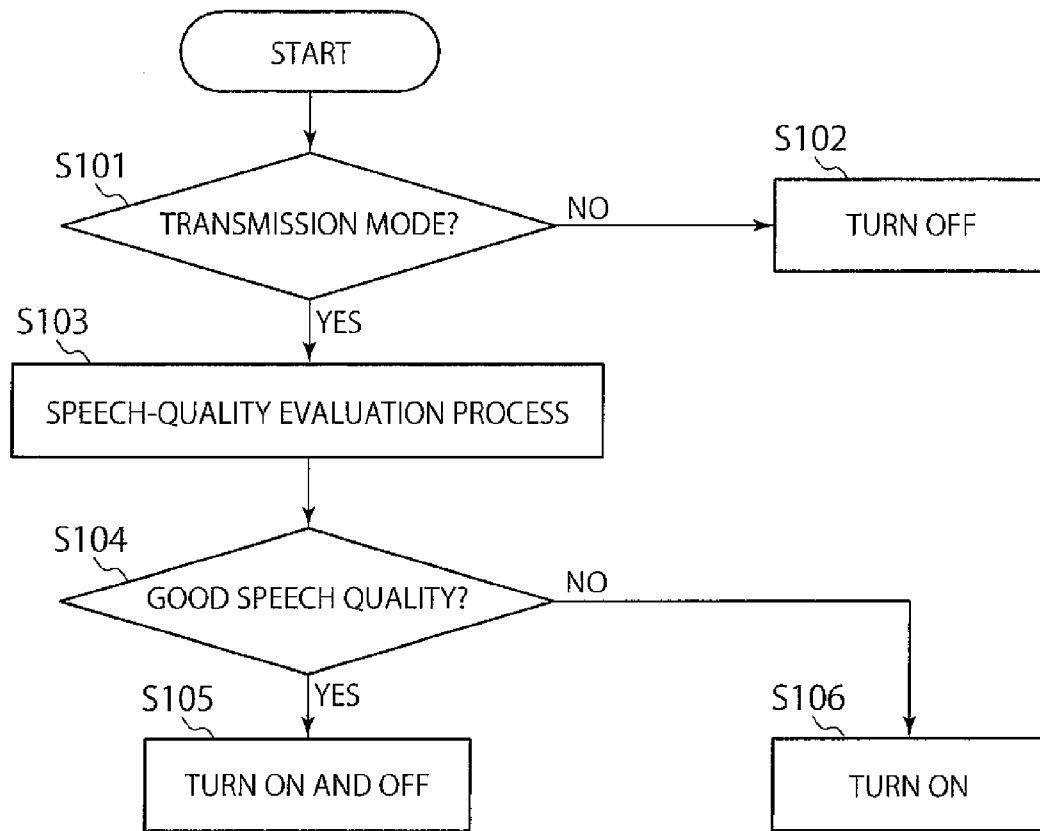 START
S101
TRANSMISSION MODE?
NO
S102
TURN OFF
YES
S103
SPEECH-QUALITY EVALUATION PROCESS
S104
GOOD SPEECH QUALITY?
NO
YES
S105
TURN ON AND OFF
S106
TURN ON